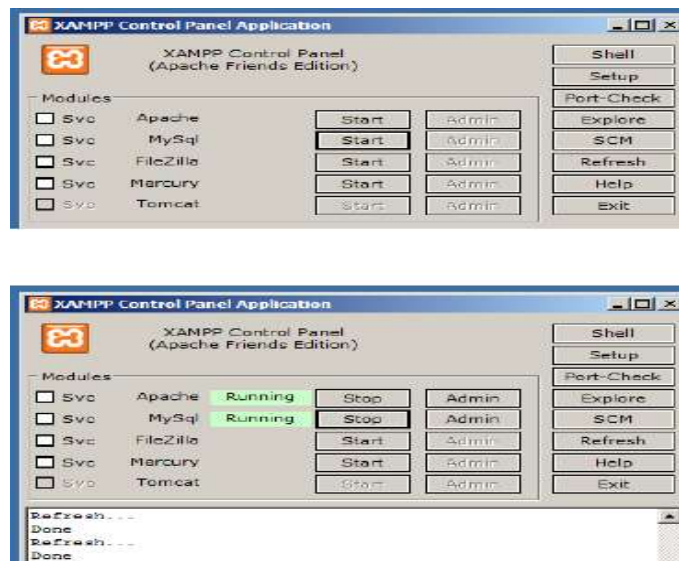 XAMPP Control Panel Application
XAMPP Control Panel
(Apache Friends Edition)
Shell
Setup
Port-Check
Modules
Svc Apache Start Admin Explore
Svc MySql Start Admin SCM
Svc FileZilla Start Admin Refresh
Svc Mercury Start Admin Help
Svc Tomcat Start Admin Exit
XAMPP Control Panel Application
XAMPP Control Panel
(Apache Friends Edition)
Shell
Setup
Port-Check
Modules
Svc Apache Running Stop Admin Explore
Svc MySql Running Stop Admin SCM
Svc FileZilla Start Admin Refresh
Svc Mercury Start Admin Help
Svc Tomcat Start Admin Exit
Refresh...
Done
Refresh...
Done